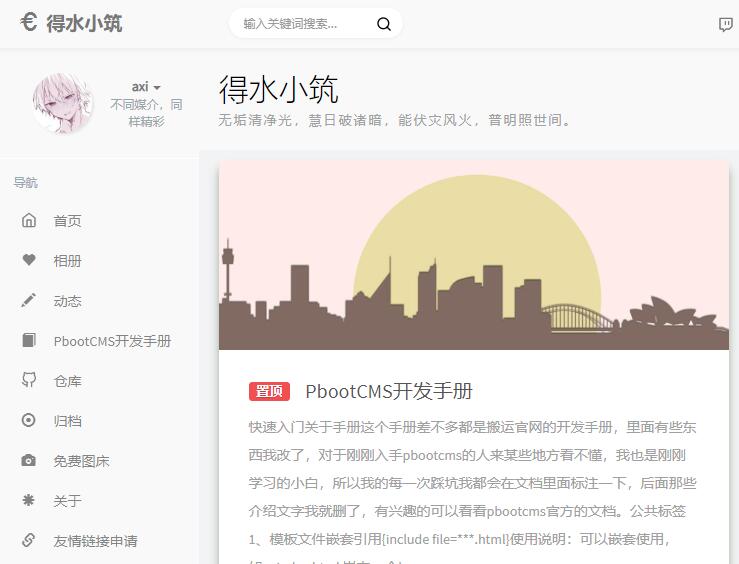 € 得水小筑
输入关键词搜索...
axi
不同媒介，同
样精彩
得水小筑
无垢清净光，慧日破诸暗，能伏灾风火，普明照世间。
导航
首页
相册
动态
PbootCMS开发手册
仓库
归档
免费图床
关于
友情链接申请
置顶 PbootCMS开发手册
快速入门关于手册这个手册差不多都是搬运官网的开发手册，里面有些东
西我改了，对于刚刚入手pbootcms的人来某些地方看不懂，我也是刚刚
学习的小白，所以我的每一次踩坑我都会在文档里面标注一下，后面那些
介绍文字我就删了，有兴趣的可以看看pbootcms官方的文档。公共标签
1、模板文件嵌套引用{include file=***.html}使用说明：可以嵌套使用，